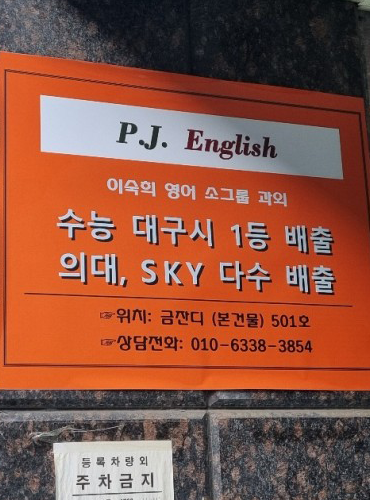 P.J. English
이숙희 영어 소그룹 과외
수능 대구시 1등 배출
의대, SKY 다수 배출
☞위치: 금잔디 (본건물) 501호
☞상담전화: 010-6338-3854
등록차량외
주차금지